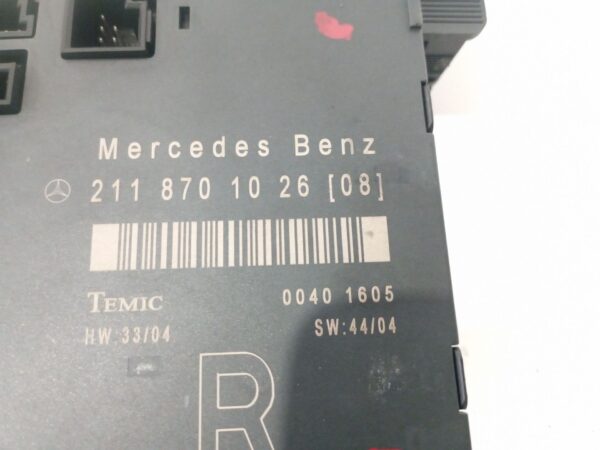 Mercedes Benz
211 870 10 26 [08]
TEMIC 0040 1605
HW:33/04 SW:44/04
R